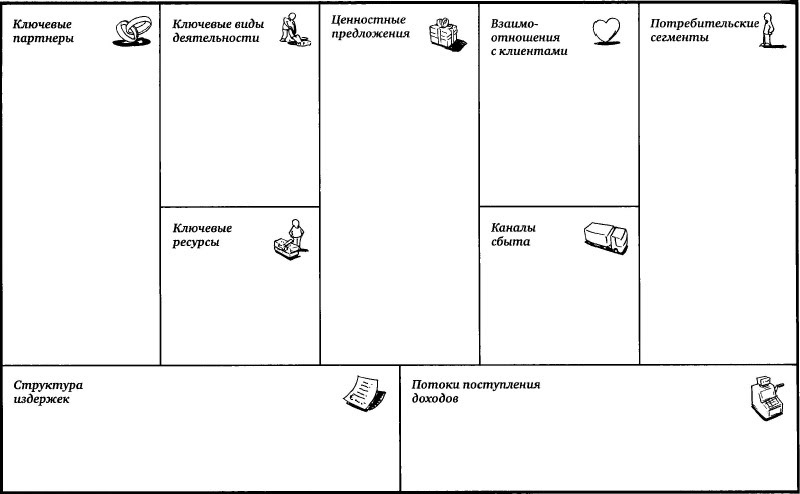 Ключевые
партнеры
Ключевые виды
деятельности
Ценностные
предложения
Взаимо-
отношения
с клиентами
Потребительские
сегменты
Ключевые
ресурсы
Каналы
сбыта
Структура
издержек
Потоки поступления
доходов